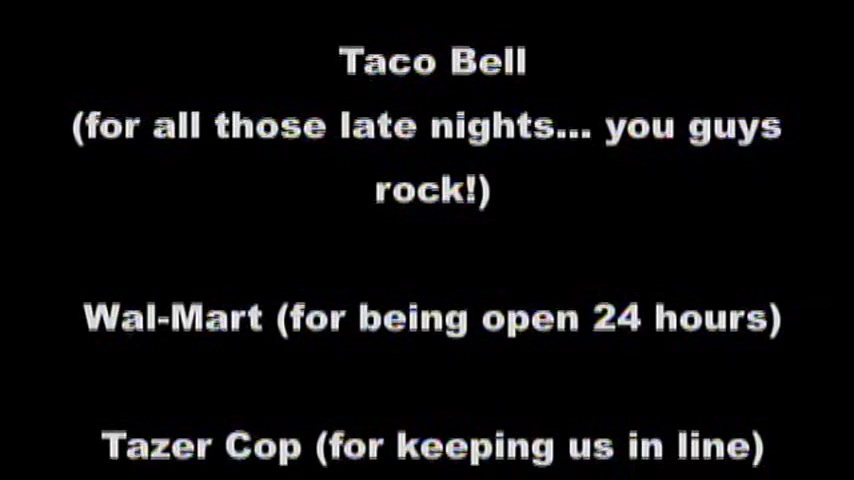 Taco Bell
(for all those late nights... you guys
rock!)
Wal-Mart (for being open 24 hours)
Tazer Cop (for keeping us in line)